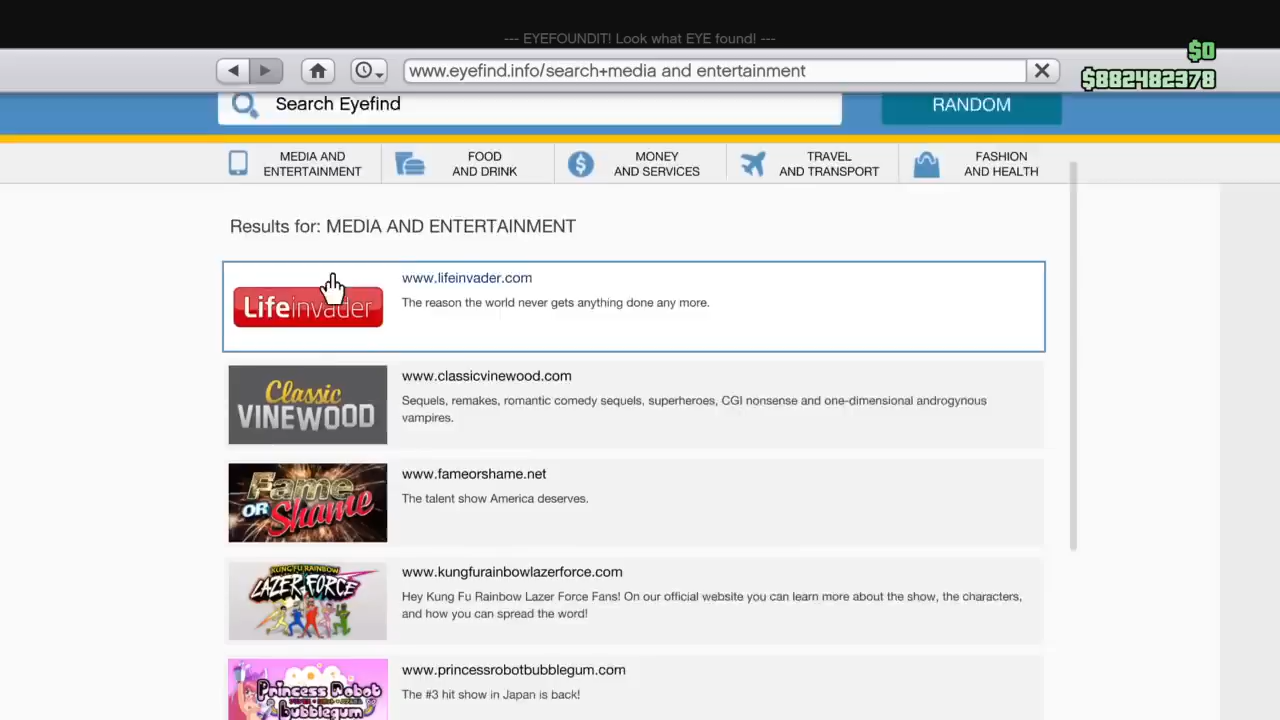 --- EYEFOUNDIT! Look what EYE found! ---
$0
www.eyefind.info/search+media and entertainment
$882482378
Search Eyefind
RANDOM
MEDIA AND
ENTERTAINMENT
FOOD
AND DRINK
MONEY
AND SERVICES
TRAVEL
AND TRANSPORT
FASHION
AND HEALTH
Results for: MEDIA AND ENTERTAINMENT
Lifeinvader
www.lifeinvader.com
The reason the world never gets anything done any more.
Classic
VINEWOOD
www.classicvinewood.com
Sequels, remakes, romantic comedy sequels, superheroes, CGI nonsense and one-dimensional androgynous
vampires.
Fame
OR Shame
www.fameorshame.net
The talent show America deserves.
KUNG FU RAINBOW
LAZER FORCE
www.kungfurainbowlazerforce.com
Hey Kung Fu Rainbow Lazer Force Fans! On our official website you can learn more about the show, the characters,
and how you can spread the word!
Princess Robot
Bubblegum
www.princessrobotbubblegum.com
The #3 hit show in Japan is back!